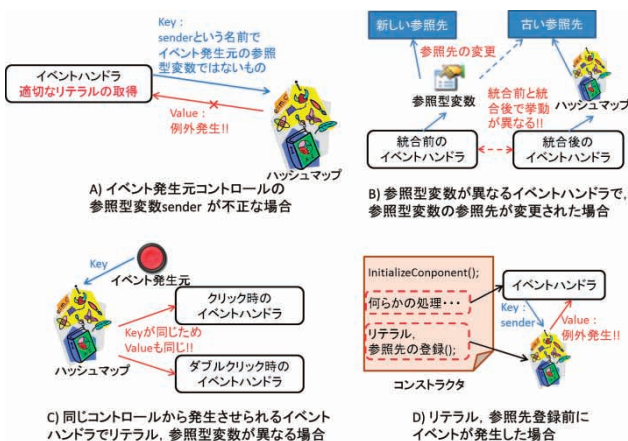 Key：
senderという名前で
イベント発生元の参照
型変数ではないもの
イベントハンドラ
適切なリテラルの取得
Value：
例外発生!!
ハッシュマップ
A) イベント発生元コントロールの
参照型変数sender が不正な場合
新しい参照先
古い参照先
参照先の変更
参照型変数
統合前と統
合後で挙動
が異なる!!
ハッシュマップ
統合前の
イベントハンドラ
統合後の
イベントハンドラ
B) 参照型変数が異なるイベントハンドラで，
参照型変数の参照先が変更された場合
Key
イベント発生元
クリック時の
イベントハンドラ
Keyが同じため
Valueも同じ!!
ハッシュマップ
ダブルクリック時の
イベントハンドラ
C) 同じコントロールから発生させられるイベント
ハンドラでリテラル，参照型変数が異なる場合
InitializeConponent();
何らかの処理・・・
リテラル，
参照先の登録();
コンストラクタ
イベントハンドラ
Key：
sender
Value：
例外発生!!
ハッシュマップ
D) リテラル，参照先登録前に
イベントが発生した場合